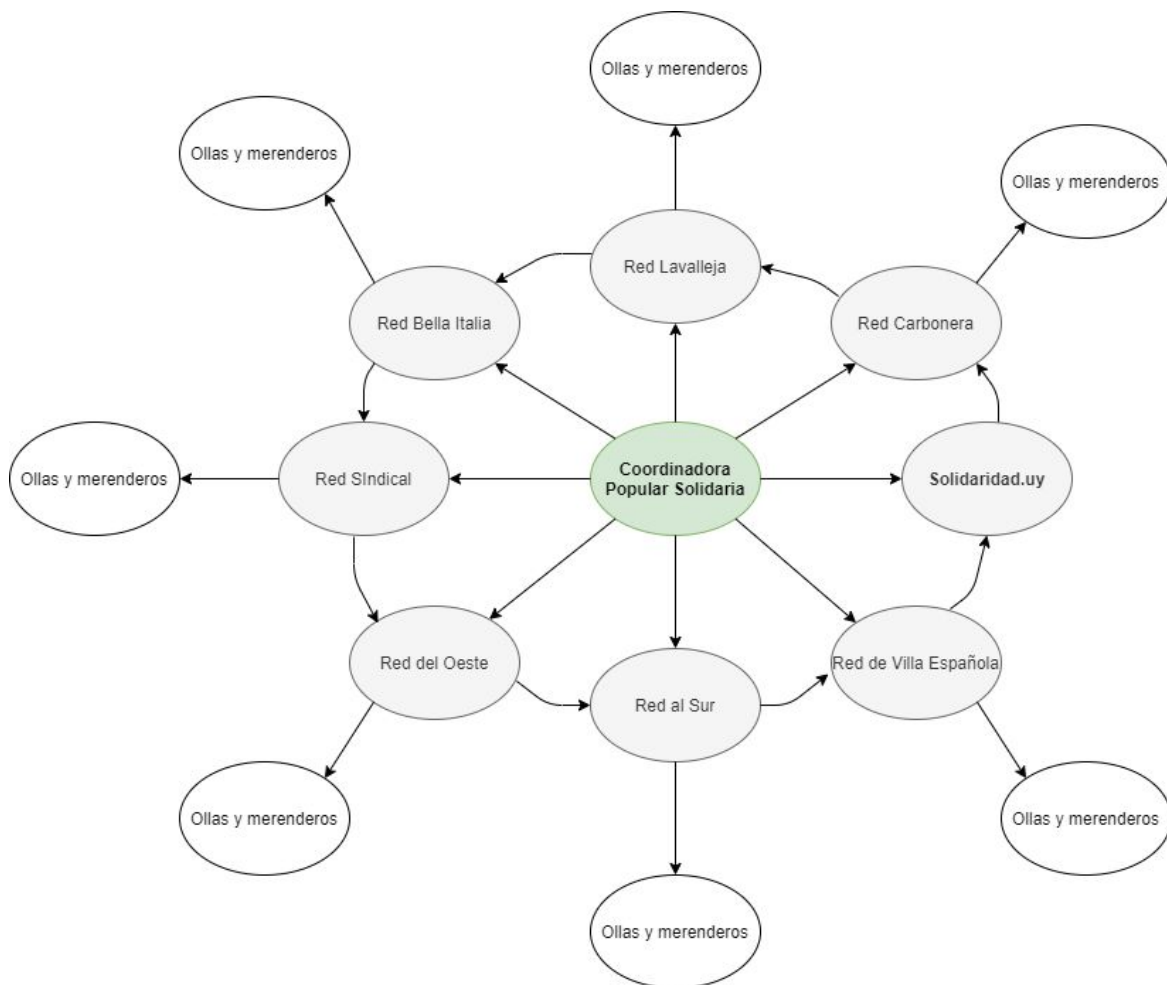 Ollas y merenderos
Ollas y merenderos
Ollas y merenderos
Red Lavalleja
Red Bella Italia
Red Carbonera
Ollas y merenderos
Red SIndical
Coordinadora
Popular Solidaria
Solidaridad.uy
Red del Oeste
Red al Sur
Red de Villa Española
Ollas y merenderos
Ollas y merenderos
Ollas y merenderos